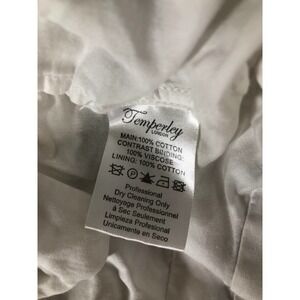 Temperley
LONDON
MAIN:100% COTTON
CONTRAST BINDING:
100% VISCOSE
LINING: 100% COTTON
P
Professional
Dry Cleaning Only
Nettoyage Professionnel
à Sec Seulement
Limpieza Profesional
Unicamente en Seco